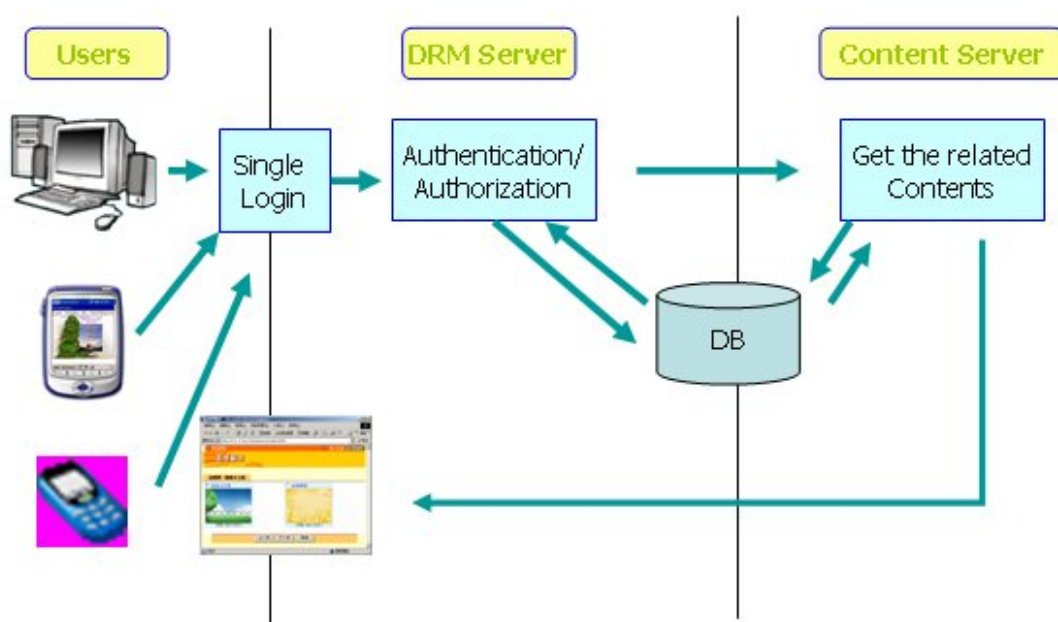 Users
DRM Server
Content Server
Single
Login
Authentication/
Authorization
Get the related
Contents
DB